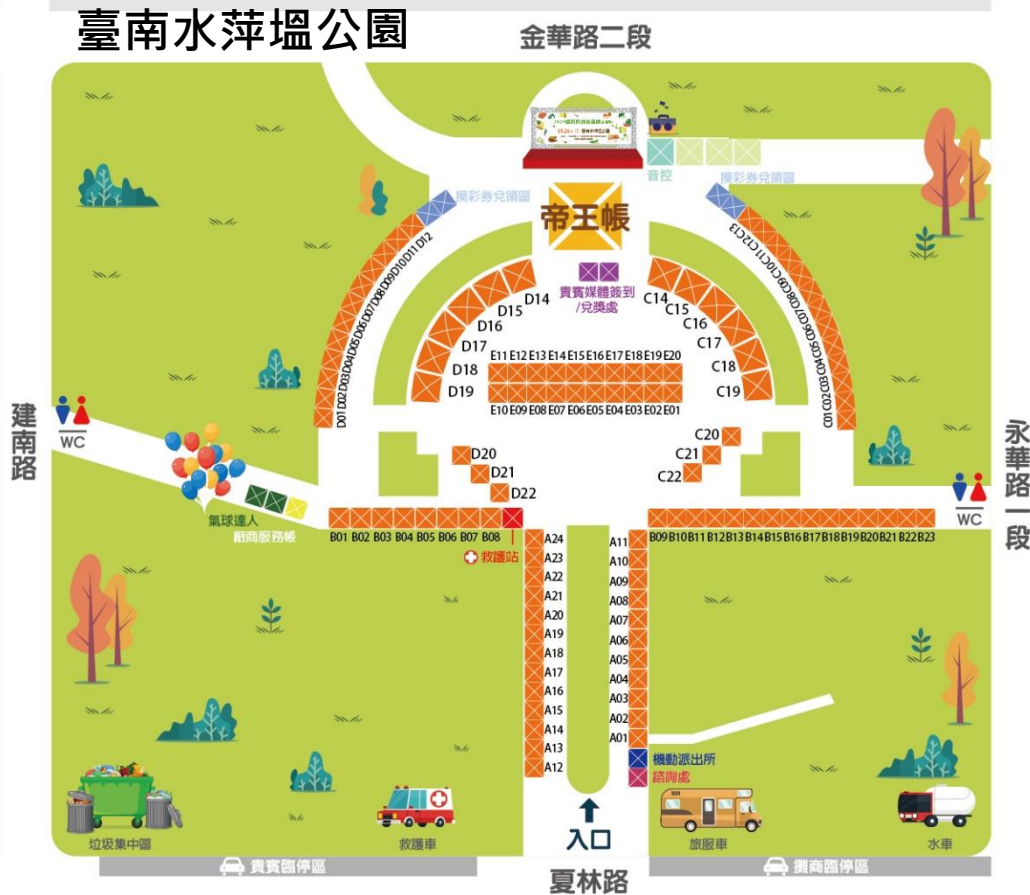 臺南水萍塭公園
金華路二段
音控
摸彩券兌領區
摸彩券兌領區
帝王帳
貴賓媒體簽到
/兌獎處
D12
D11
D10
D09
D08
D07
D06
D05
D04
D03
D02
D01
D14
D15
D16
D17
D18
D19
C13
C12
C11
C10
C09
C08
C07
C06
C05
C04
C03
C02
C01
C14
C15
C16
C17
C18
C19
E11 E12 E13 E14 E15 E16 E17 E18 E19 E20
E10 E09 E08 E07 E06 E05 E04 E03 E02 E01
建南路
WC
永華路一段
WC
D20
D21
D22
C20
C21
C22
氣球達人
廠商服務帳
B01 B02 B03 B04 B05 B06 B07 B08
救護站
B09 B10 B11 B12 B13 B14 B15 B16 B17 B18 B19 B20 B21 B22 B23
A24
A23
A22
A21
A20
A19
A18
A17
A16
A15
A14
A13
A12
A11
A10
A09
A08
A07
A06
A05
A04
A03
A02
A01
機動派出所
諮詢處
入口
垃圾集中區
救護車
旅服車
水車
貴賓臨停區
攤商臨停區
夏林路